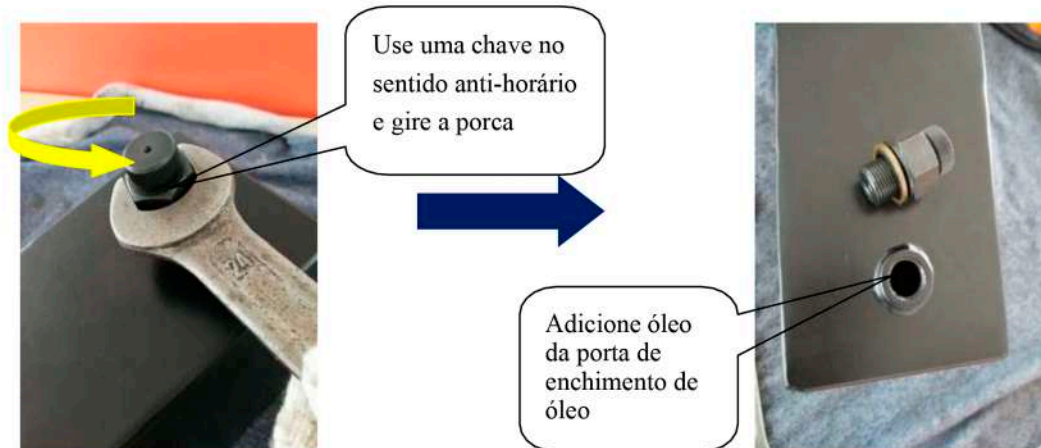 Use uma chave no
sentido anti-horário
e gire a porca
24
Adicione óleo
da porta de
enchimento de
óleo